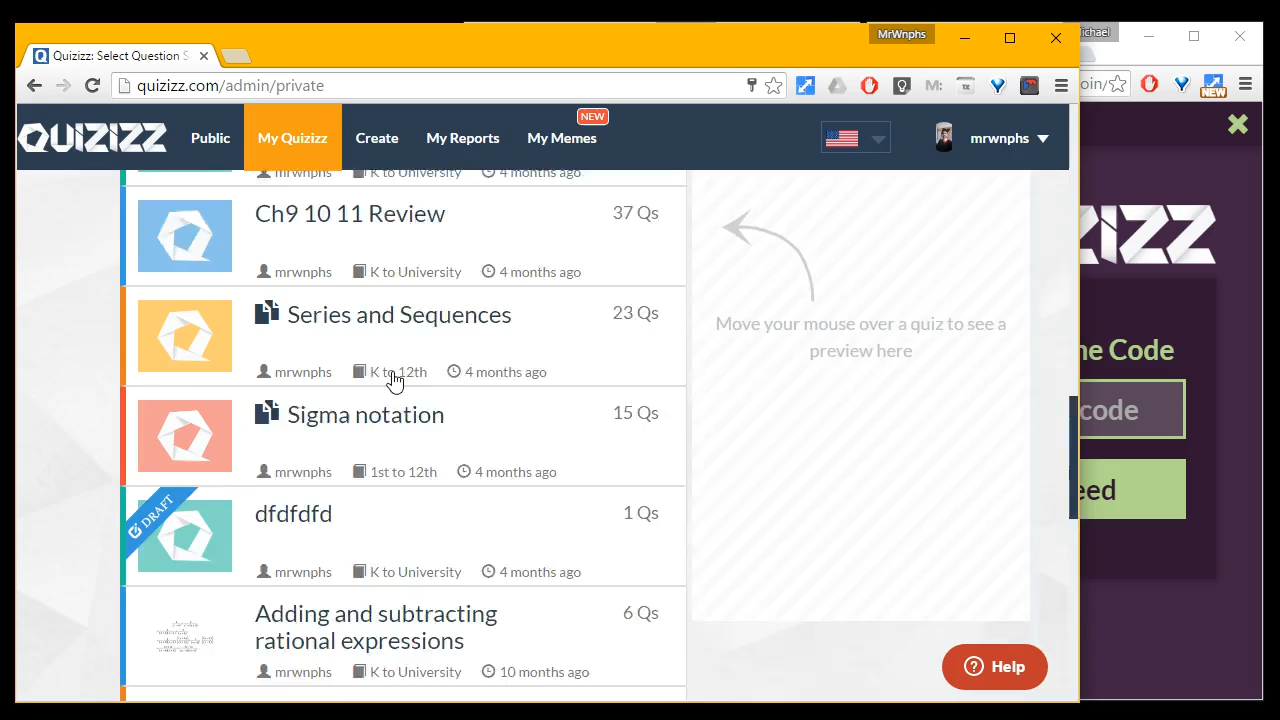 MrWnphs
ichael
Quizizz: Select Question S
quizizz.com/admin/private
M:
1x
oin/
NEW
QUIZIZZ
Public
My Quizizz
Create
My Reports
NEW
My Memes
mrwnphs
mrwnphs K to University 4 months ago
Ch9 10 11 Review 37 Qs
mrwnphs K to University 4 months ago
Series and Sequences 23 Qs
mrwnphs K to 12th 4 months ago
Sigma notation 15 Qs
mrwnphs 1st to 12th 4 months ago
DRAFT
dfdfdfd 1 Qs
mrwnphs K to University 4 months ago
Adding and subtracting 6 Qs
rational expressions
mrwnphs K to University 10 months ago
Move your mouse over a quiz to see a
preview here
Help
IZZ
ne Code
code
eed